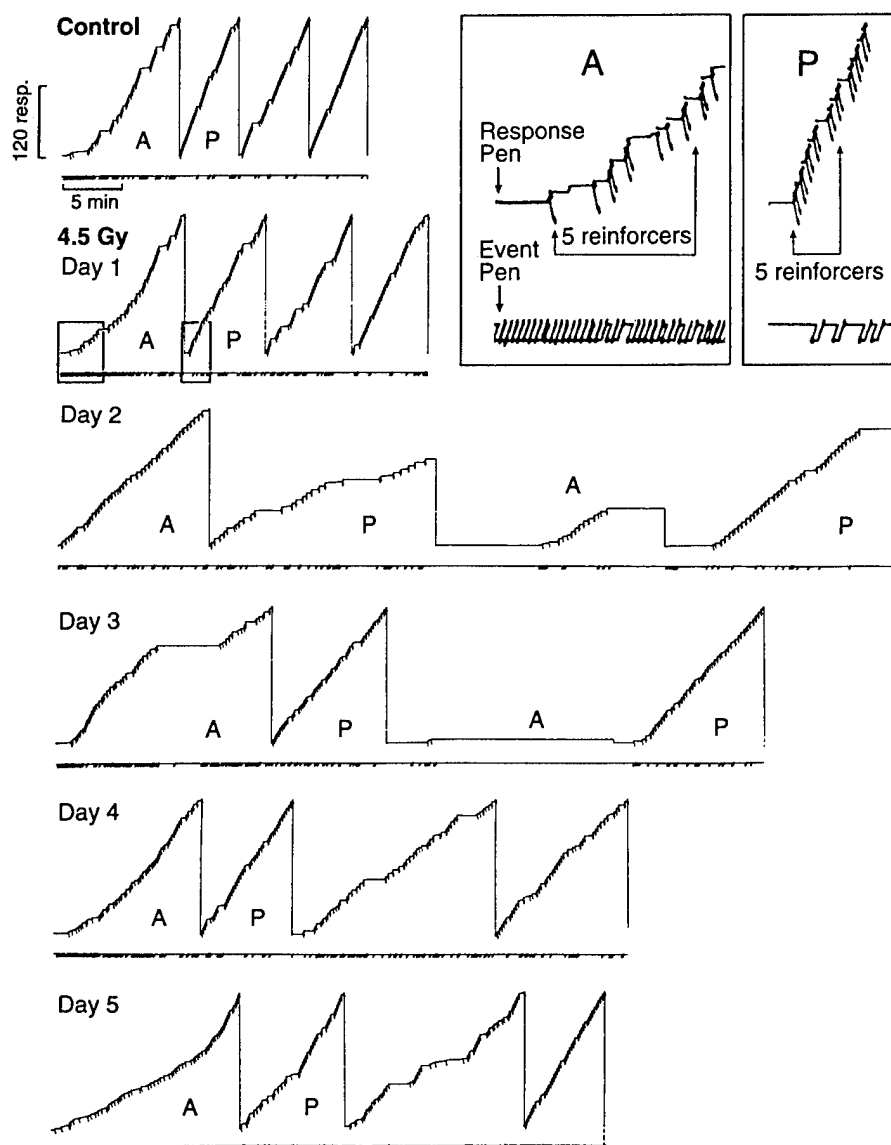 Control
120 resp.
A
P
5 min
4.5 Gy
Day 1
A
P
A
Response
Pen
5 reinforcers
Event
Pen
P
5 reinforcers
Day 2
A
P
A
P
Day 3
A
P
A
P
Day 4
A
P
Day 5
A
P